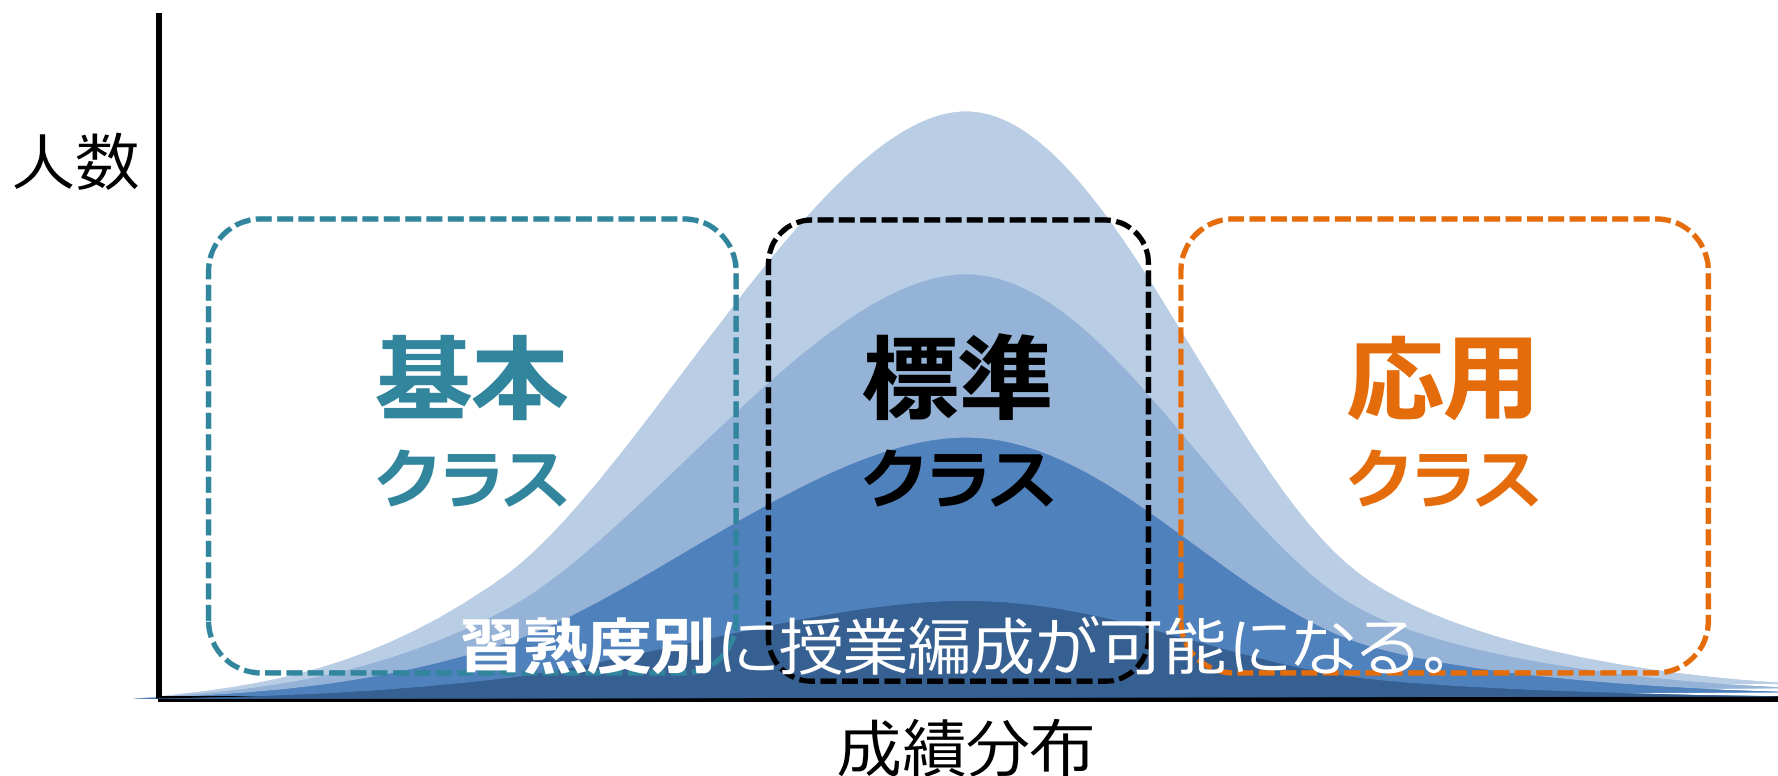 人数
基本
クラス
標準
クラス
応用
クラス
習熟度別に授業編成が可能になる。
成績分布